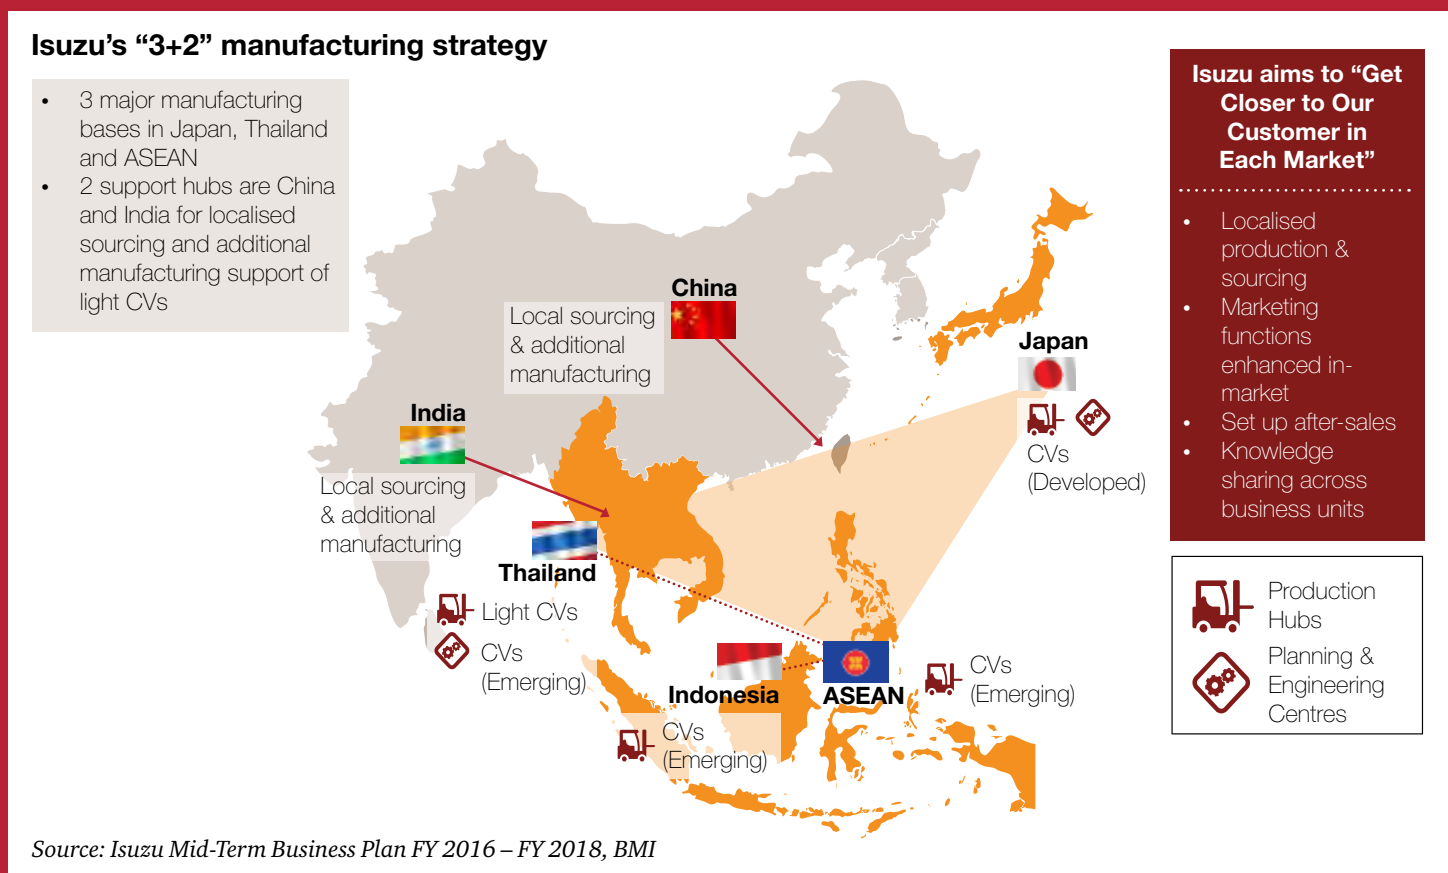 Isuzu’s “3+2” manufacturing strategy
• 3 major manufacturing
bases in Japan, Thailand
and ASEAN
• 2 support hubs are China
and India for localised
sourcing and additional
manufacturing support of
light CVs
China
Local sourcing
& additional
manufacturing
India
Local sourcing
& additional
manufacturing
Japan
CVs
(Developed)
Thailand
Light CVs
CVs
(Emerging)
Indonesia
CVs
(Emerging)
ASEAN
CVs
(Emerging)
Isuzu aims to “Get
Closer to Our
Customer in
Each Market”
• Localised
production &
sourcing
• Marketing
functions
enhanced in-
market
• Set up after-sales
• Knowledge
sharing across
business units
Production
Hubs
Planning &
Engineering
Centres
Source: Isuzu Mid-Term Business Plan FY 2016 – FY 2018, BMI